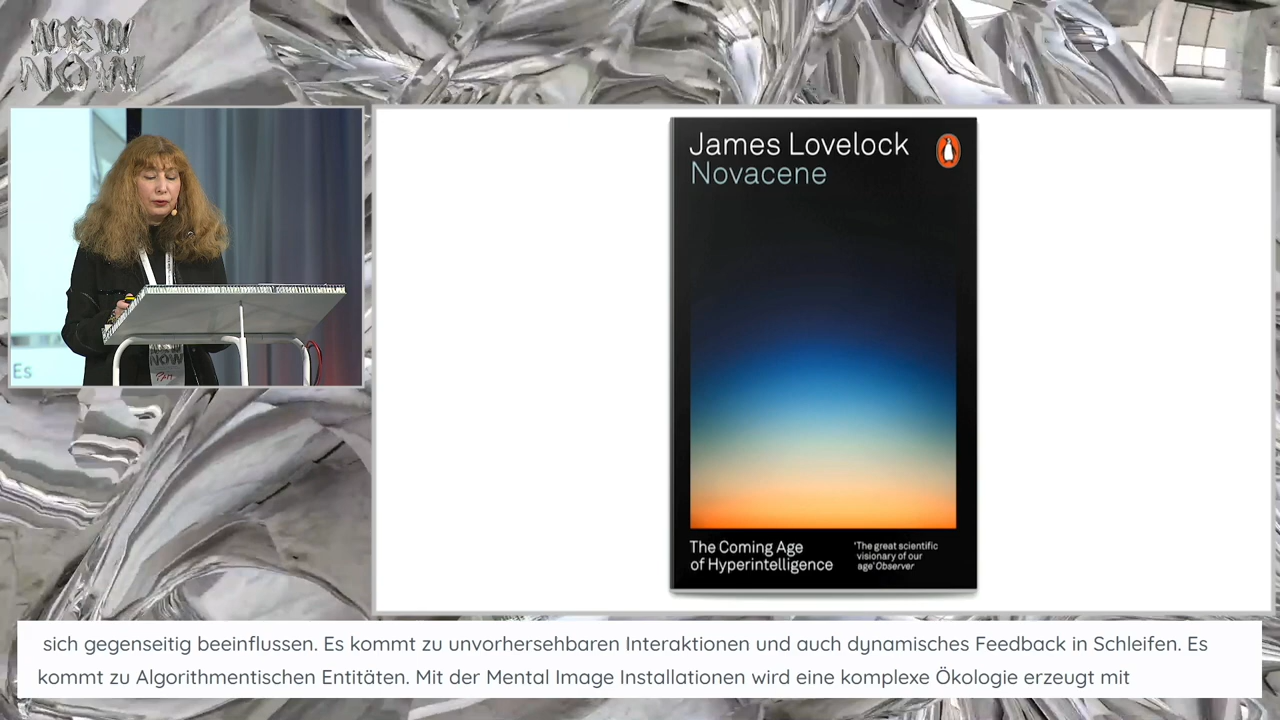 NEW
NOW
James Lovelock
Novacene
The Coming Age
of Hyperintelligence
'The great scientific
visionary of our
age' Observer
Es
NOW
sich gegenseitig beeinflussen. Es kommt zu unvorhersehbaren Interaktionen und auch dynamisches Feedback in Schleifen. Es
kommt zu Algorithmentischen Entitäten. Mit der Mental Image Installationen wird eine komplexe Ökologie erzeugt mit